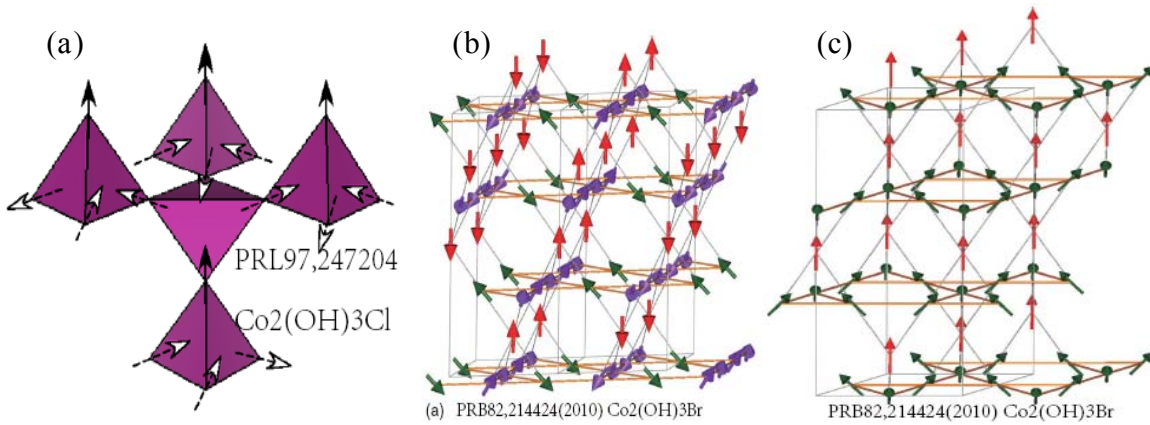 (a)
(b)
(c)
PRL97,247204
Co2(OH)3Cl
(a) PRB82,214424(2010) Co2(OH)3Br
PRB82,214424(2010) Co2(OH)3Br